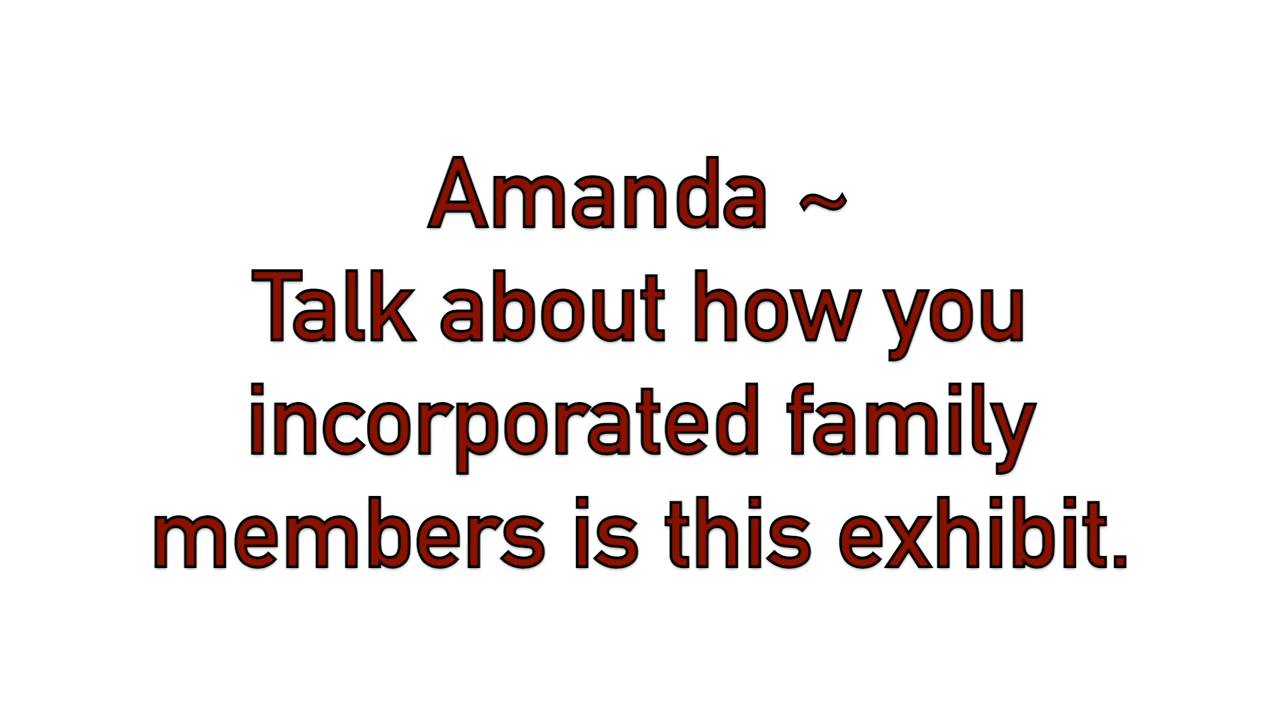 Amanda ~
Talk about how you
incorporated family
members is this exhibit.